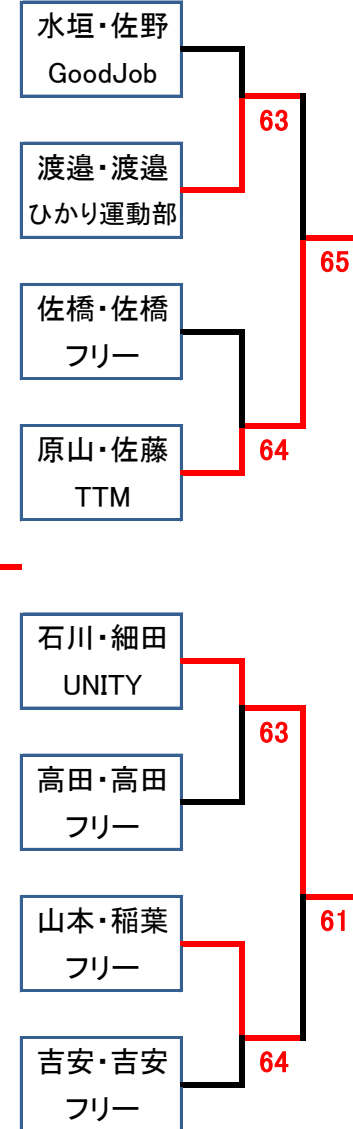 水垣・佐野
GoodJob
63
渡邉・渡邉
ひかり運動部
65
佐橋・佐橋
フリー
64
原山・佐藤
TTM
石川・細田
UNITY
63
高田・高田
フリー
山本・稲葉
フリー
61
64
吉安・吉安
フリー